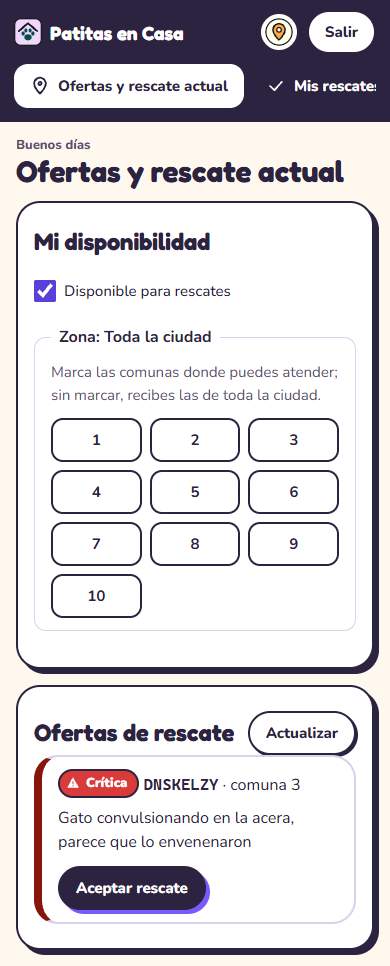 Patitas en Casa
Salir
Ofertas y rescate actual
Mis rescates
Buenos días
Ofertas y rescate actual
Mi disponibilidad
Disponible para rescates
Zona: Toda la ciudad
Marca las comunas donde puedes atender;
sin marcar, recibes las de toda la ciudad.
1 2 3
4 5 6
7 8 9
10
Ofertas de rescate
Actualizar
Crítica DNSKELZY · comuna 3
Gato convulsionando en la acera,
parece que lo envenenaron
Aceptar rescate